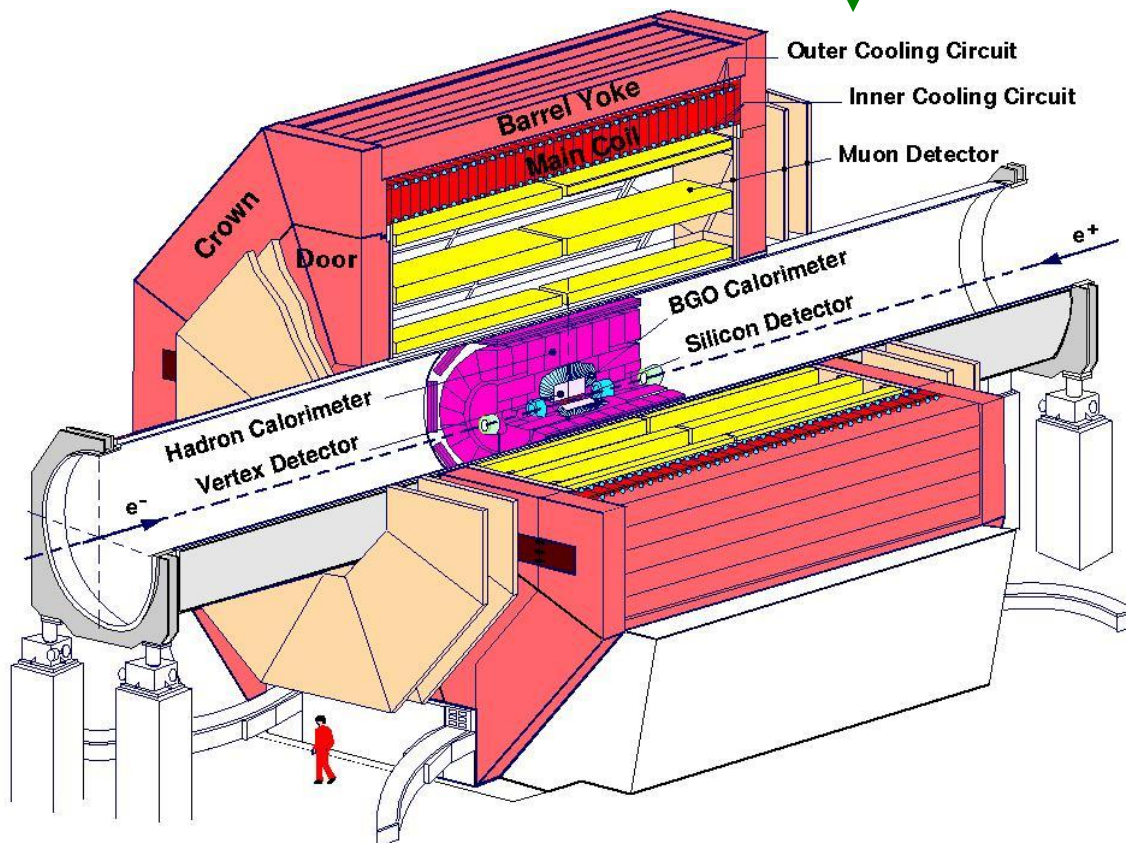 Outer Cooling Circuit
Inner Cooling Circuit
Muon Detector
Barrel Yoke
Main Coil
Crown
Door
e+
BGO Calorimeter
Silicon Detector
Hadron Calorimeter
Vertex Detector
e-